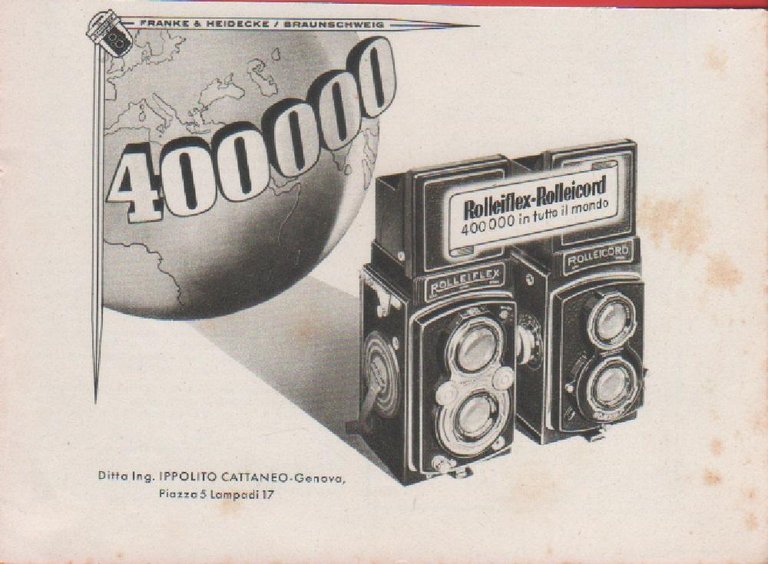 FRANKE & HEIDECKE / BRAUNSCHWEIG
400000
Rolleiflex-Rolleicord
400 000 in tutto il mondo
ROLLEIFLEX
ROLLEICORD
Ditta Ing. IPPOLITO CATTANEO-Genova,
Piazza 5 Lampadi 17